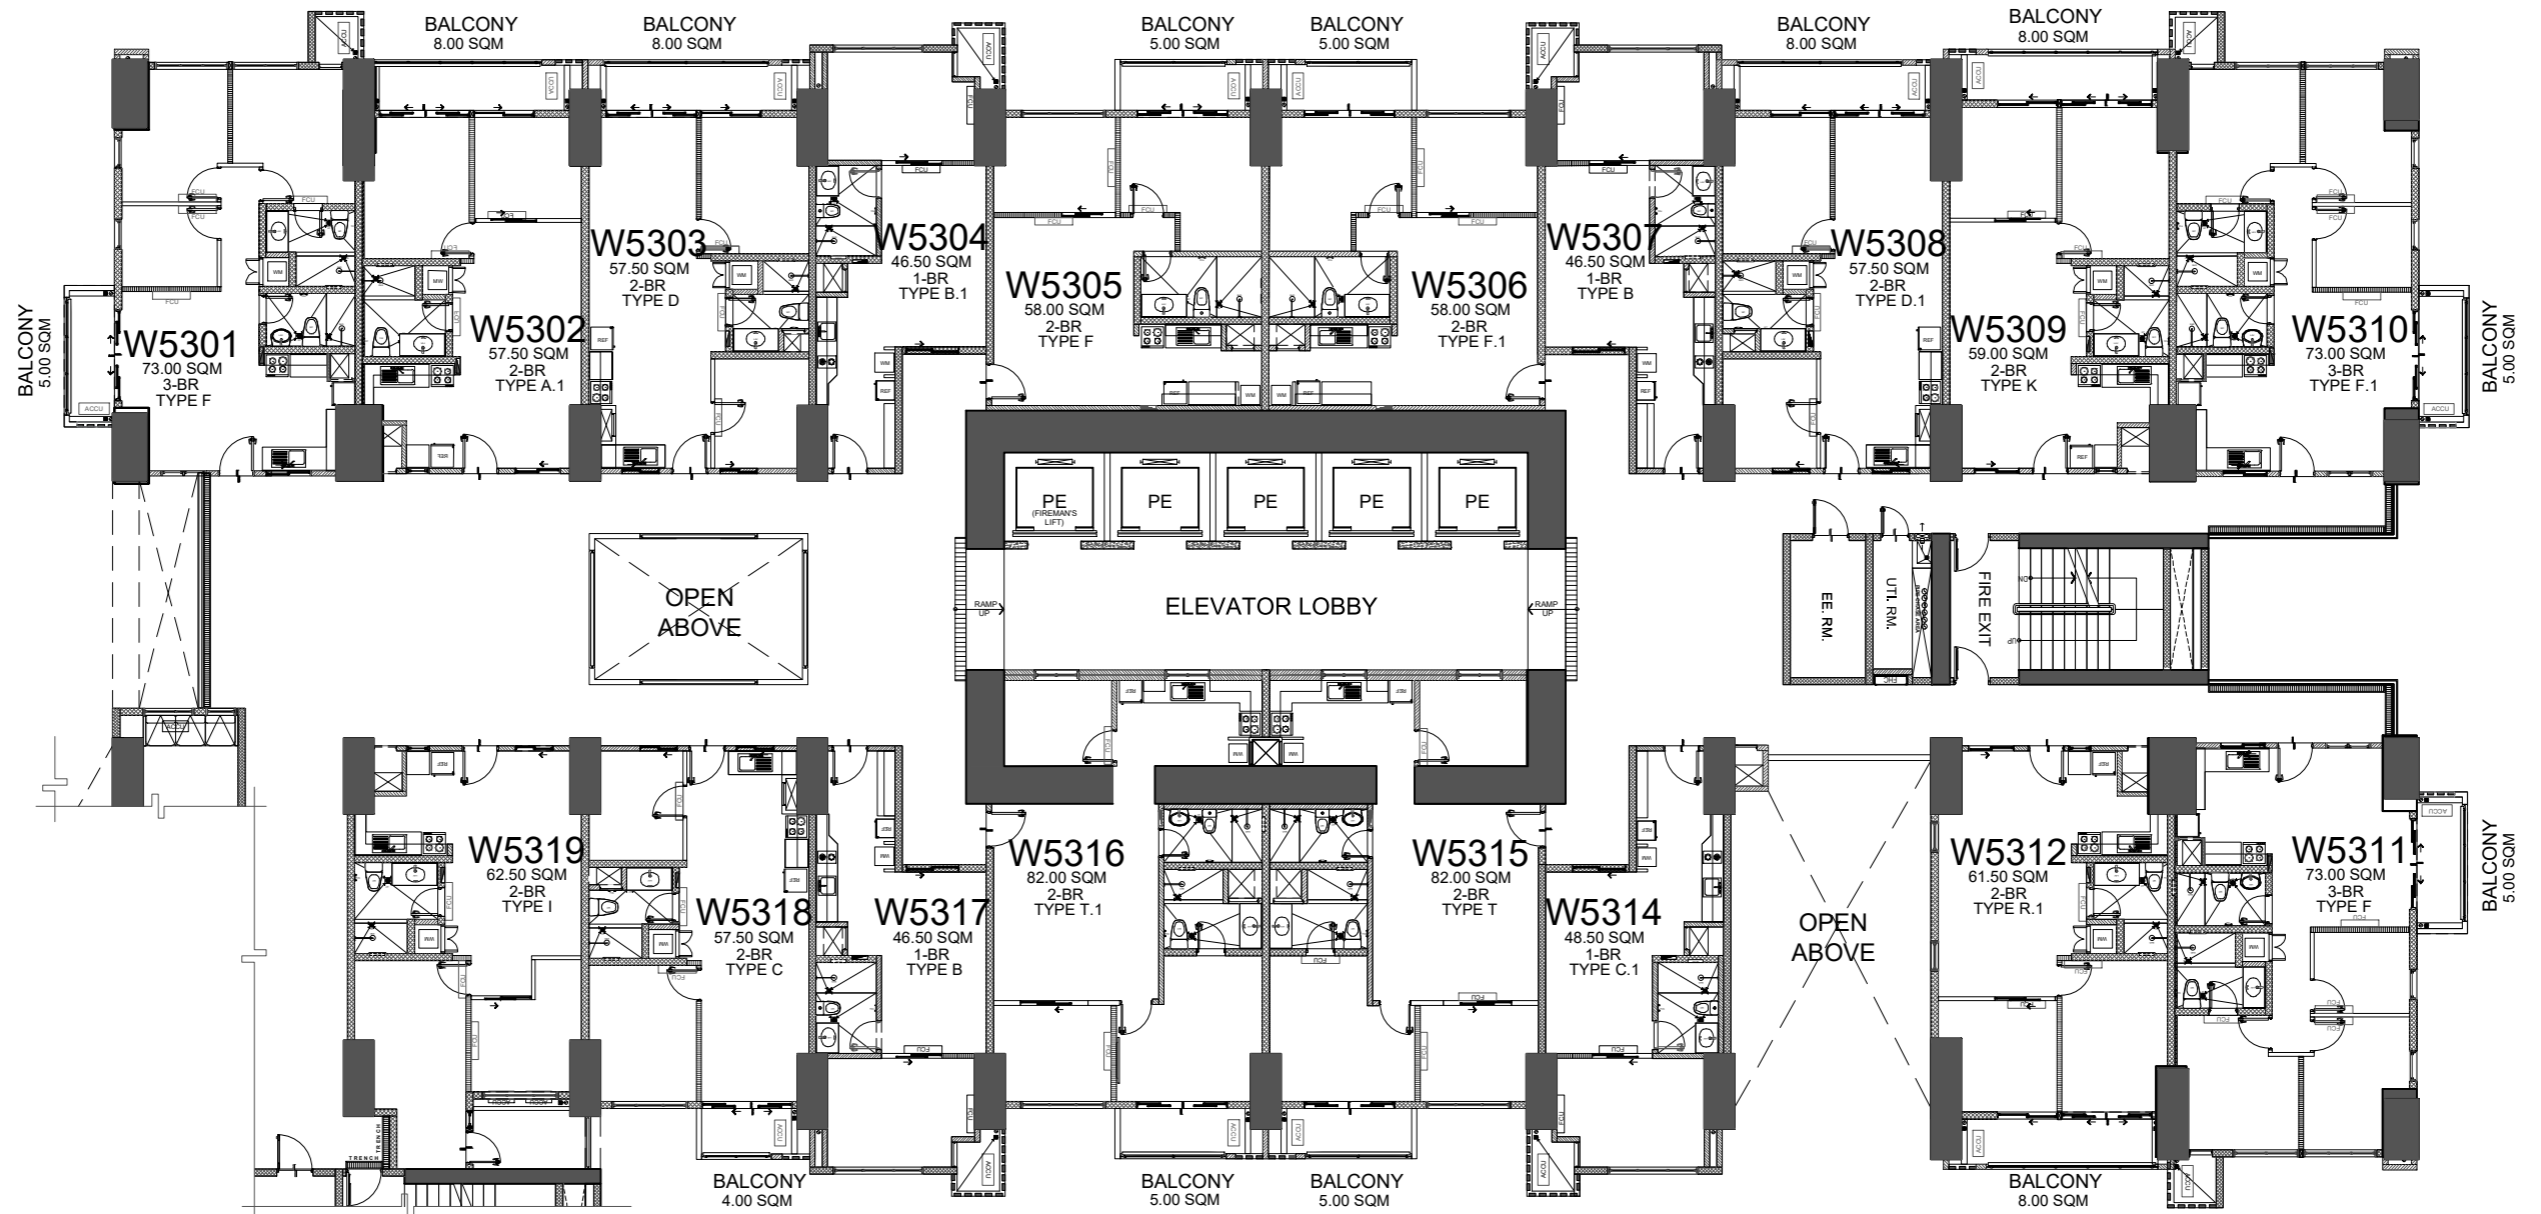 BALCONY
8.00 SQM
BALCONY
8.00 SQM
BALCONY
5.00 SQM
BALCONY
5.00 SQM
BALCONY
8.00 SQM
BALCONY
8.00 SQM
BALCONY
5.00 SQM
W5301
73.00 SQM
3-BR
TYPE F
W5302
57.50 SQM
2-BR
TYPE A.1
W5303
57.50 SQM
2-BR
TYPE D
W5304
46.50 SQM
1-BR
TYPE B.1
W5305
58.00 SQM
2-BR
TYPE F
W5306
58.00 SQM
2-BR
TYPE F.1
W5307
46.50 SQM
1-BR
TYPE B
W5308
57.50 SQM
2-BR
TYPE D.1
W5309
59.00 SQM
2-BR
TYPE K
W5310
73.00 SQM
3-BR
TYPE F.1
BALCONY
5.00 SQM
PE
(FIREMAN'S
LIFT)
PE
PE
PE
PE
OPEN
ABOVE
RAMP
UP
ELEVATOR LOBBY
RAMP
UP
EE. RM.
UTI. RM.
FIRE EXIT
DN
UP
FHC
W5319
62.50 SQM
2-BR
TYPE I
W5318
57.50 SQM
2-BR
TYPE C
W5317
46.50 SQM
1-BR
TYPE B
W5316
82.00 SQM
2-BR
TYPE T.1
W5315
82.00 SQM
2-BR
TYPE T
W5314
48.50 SQM
1-BR
TYPE C.1
OPEN
ABOVE
W5312
61.50 SQM
2-BR
TYPE R.1
W5311
73.00 SQM
3-BR
TYPE F
BALCONY
5.00 SQM
TRENCH
TRENCH
BALCONY
4.00 SQM
BALCONY
5.00 SQM
BALCONY
5.00 SQM
BALCONY
8.00 SQM